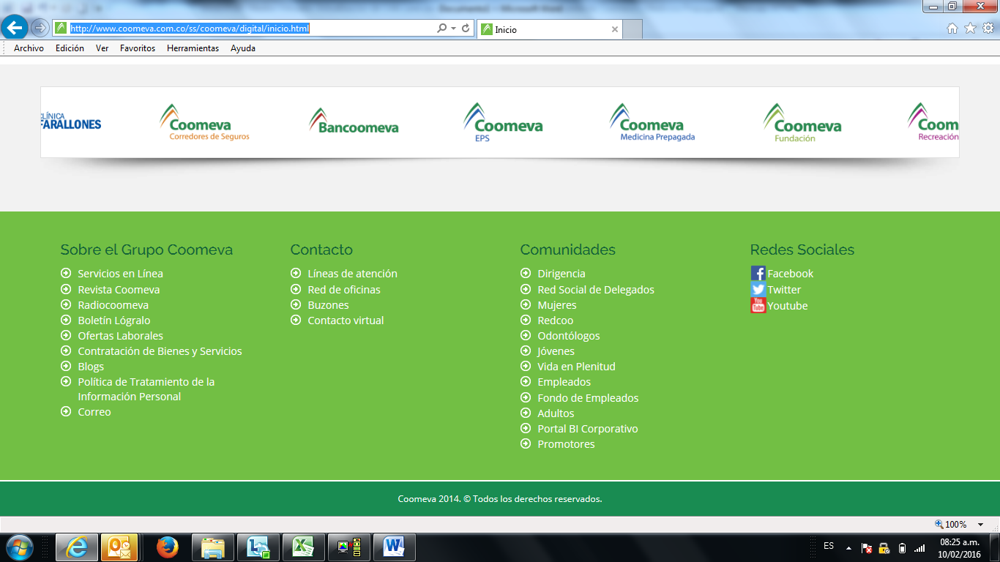 http://www.coomeva.com.co/ss/coomeva/digital/inicio.html
Inicio
Archivo Edición Ver Favoritos Herramientas Ayuda
CLÍNICA
FARALLONES
Coomeva
Corredores de Seguros
Bancoomeva
Coomeva
EPS
Coomeva
Medicina Prepagada
Coomeva
Fundación
Coom
Recreación
Sobre el Grupo Coomeva
Servicios en Línea
Revista Coomeva
Radiocoomeva
Boletín Lógralo
Ofertas Laborales
Contratación de Bienes y Servicios
Blogs
Política de Tratamiento de la
Información Personal
Correo
Contacto
Líneas de atención
Red de oficinas
Buzones
Contacto virtual
Comunidades
Dirigencia
Red Social de Delegados
Mujeres
Redcoo
Odontólogos
Jóvenes
Vida en Plenitud
Empleados
Fondo de Empleados
Adultos
Portal BI Corporativo
Promotores
Redes Sociales
Facebook
Twitter
You Tube Youtube
Coomeva 2014. © Todos los derechos reservados.
100%
ES
08:25 a.m.
10/02/2016